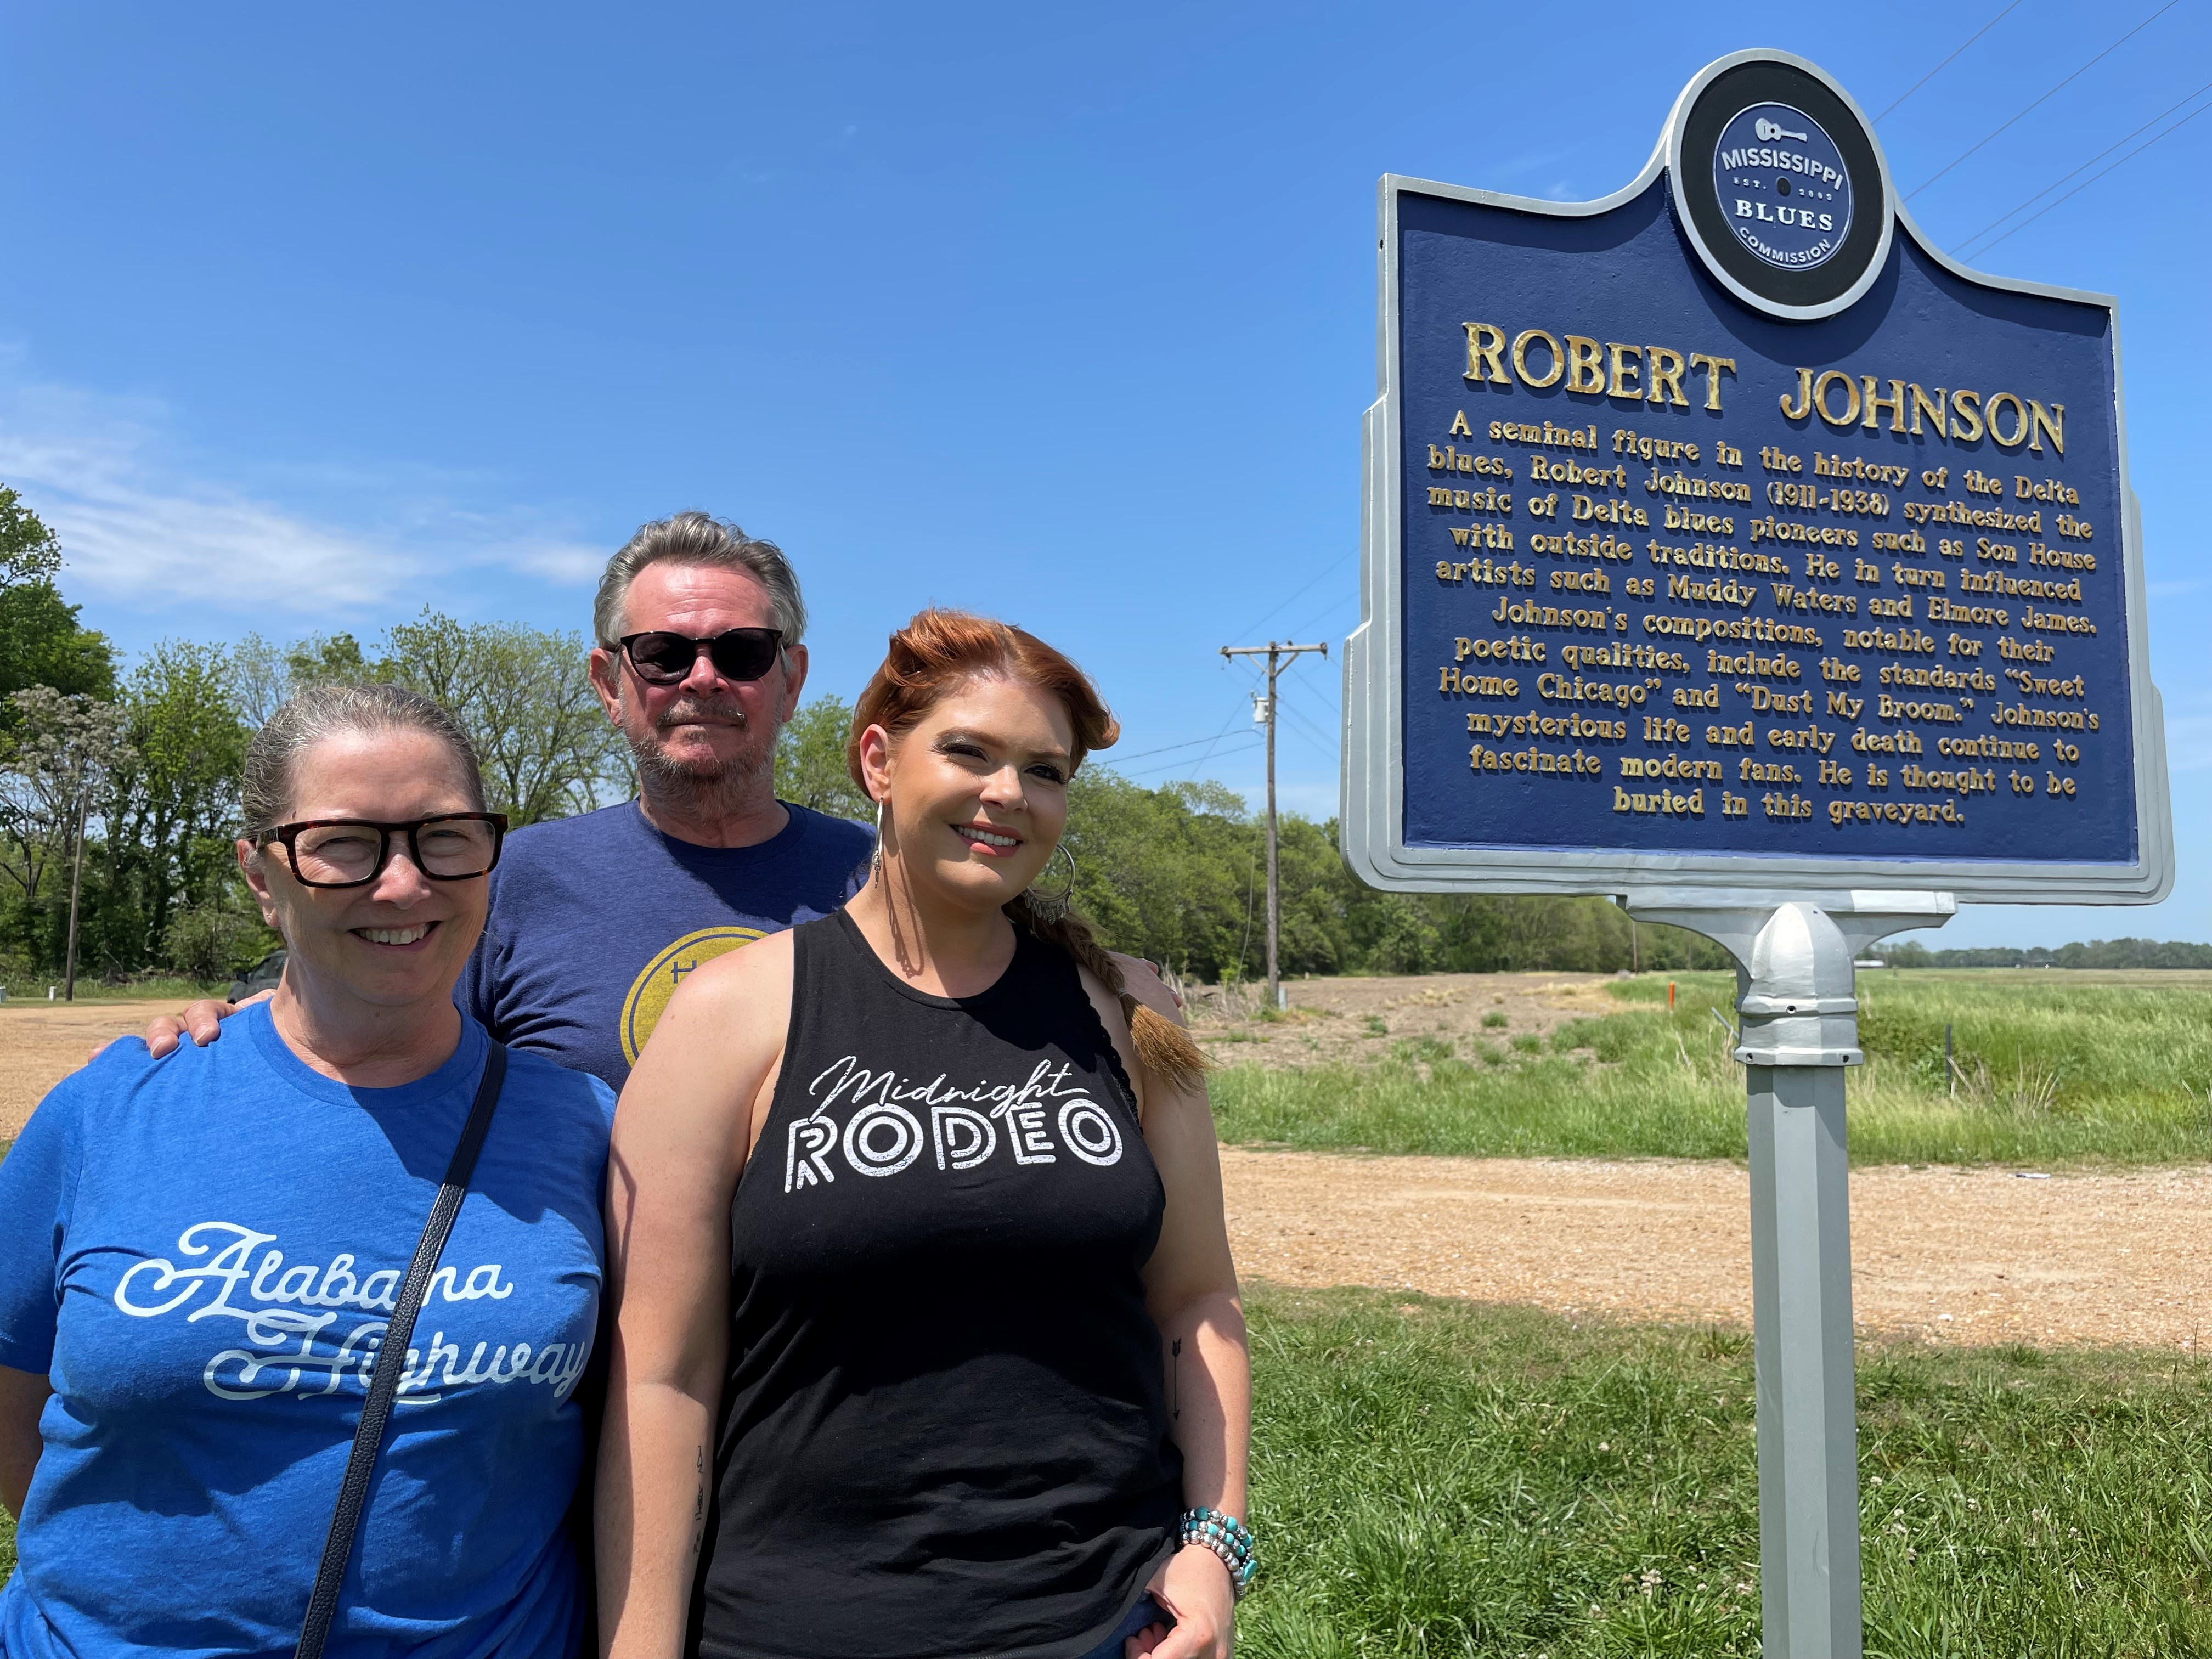 MISSISSIPPI
EST. 2005
BLUES
COMMISSION
ROBERT JOHNSON
A seminal figure in the history of the Delta
blues, Robert Johnson (1911-1938) synthesized the
music of Delta blues pioneers such as Son House
with outside traditions. He in turn influenced
artists such as Muddy Waters and Elmore James.
Johnson's compositions, notable for their
poetic qualities, include the standards "Sweet
Home Chicago" and "Dust My Broom." Johnson's
mysterious life and early death continue to
fascinate modern fans. He is thought to be
buried in this graveyard.
Midnight
RODEO
Alabama
Highway